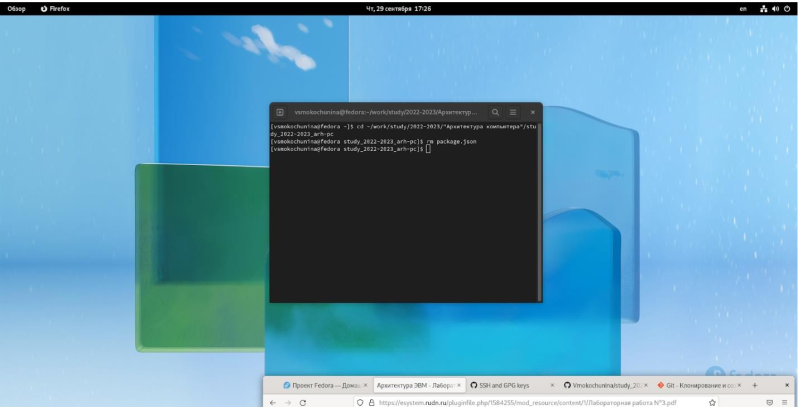 Обзор Firefox Чт, 29 сентября 17:26 en
vsmokochunina@fedora:~/work/study/2022-2023/Архитектур...
[vsmokochunina@fedora ~]$ cd ~/work/study/2022-2023/"Архитектура компьютера"/stu
dy_2022-2023_arh-pc
[vsmokochunina@fedora study_2022-2023_arh-pc]$ rm package.json
[vsmokochunina@fedora study_2022-2023_arh-pc]$
fedora
Проект Fedora — Домаш Архитектура ЭВМ - Лаборат SSH and GPG keys Vmokochunina/study_202 Git - Клонирование и со
https://esystem.rudn.ru/pluginfile.php/1584255/mod_resource/content/1/Лабораторная работа №3.pdf